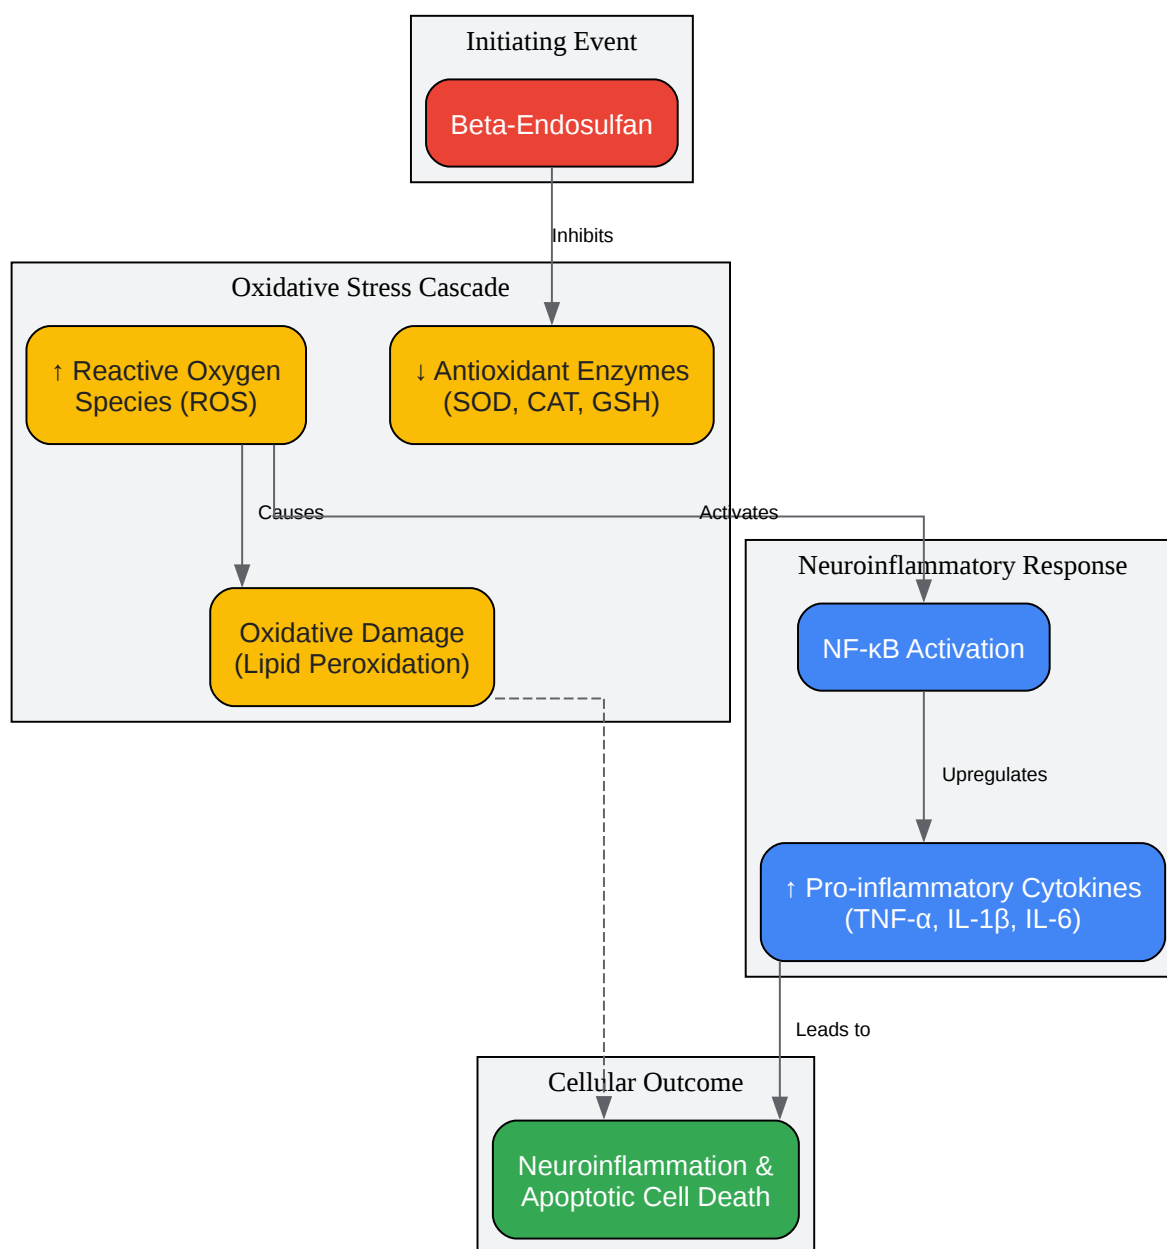 Initiating Event
Beta-Endosulfan
Inhibits
Oxidative Stress Cascade
↑ Reactive Oxygen
Species (ROS)
↓ Antioxidant Enzymes
(SOD, CAT, GSH)
Causes
Activates
Neuroinflammatory Response
NF-κB Activation
Oxidative Damage
(Lipid Peroxidation)
Upregulates
↑ Pro-inflammatory Cytokines
(TNF-α, IL-1β, IL-6)
Leads to
Cellular Outcome
Neuroinflammation &
Apoptotic Cell Death